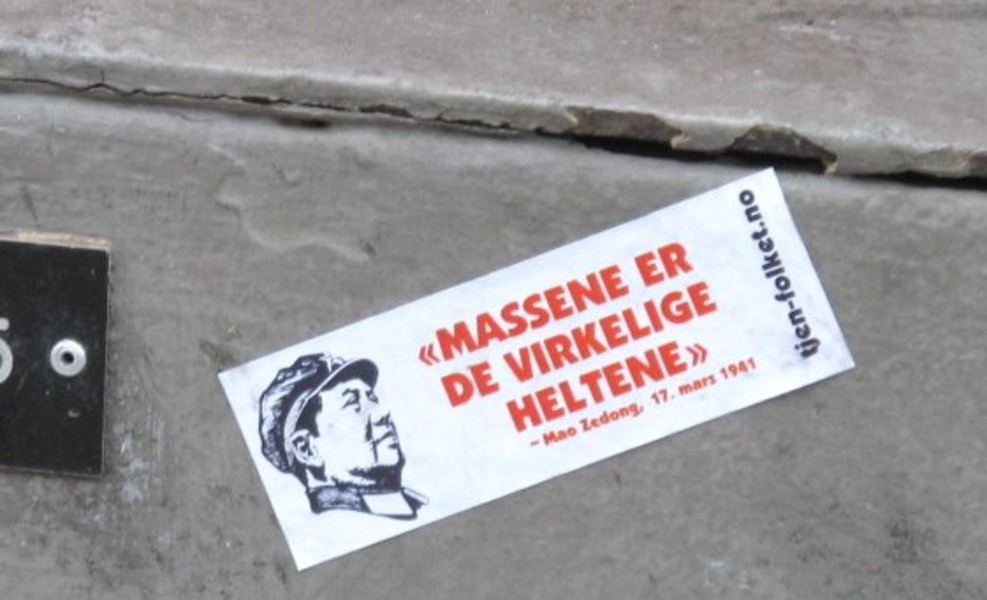 «MASSENE ER
DE VIRKELIGE
HELTENE»
– Mao Zedong, 17. mars 1941
tjen-folket.no